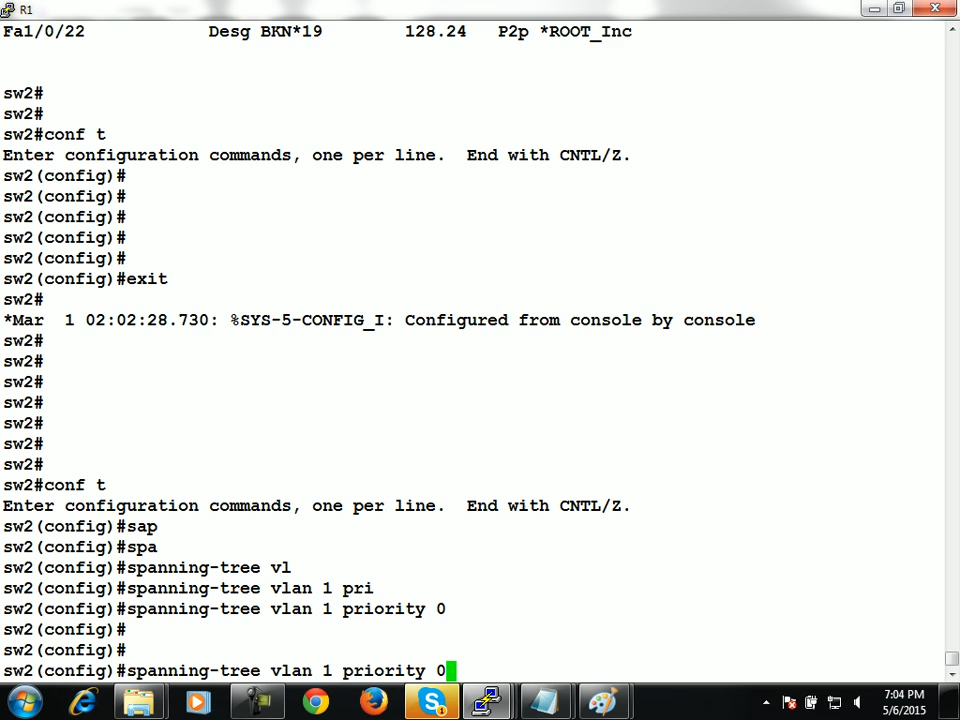 R1
Fa1/0/22            Desg BKN*19        128.24   P2p *ROOT_Inc
sw2#
sw2#
sw2#conf t
Enter configuration commands, one per line.  End with CNTL/Z.
sw2(config)#
sw2(config)#
sw2(config)#
sw2(config)#
sw2(config)#
sw2(config)#exit
sw2#
*Mar  1 02:02:28.730: %SYS-5-CONFIG_I: Configured from console by console
sw2#
sw2#
sw2#
sw2#
sw2#
sw2#
sw2#
sw2#conf t
Enter configuration commands, one per line.  End with CNTL/Z.
sw2(config)#sap
sw2(config)#spa
sw2(config)#spanning-tree vl
sw2(config)#spanning-tree vlan 1 pri
sw2(config)#spanning-tree vlan 1 priority 0
sw2(config)#
sw2(config)#
sw2(config)#spanning-tree vlan 1 priority 0
7:04 PM
5/6/2015